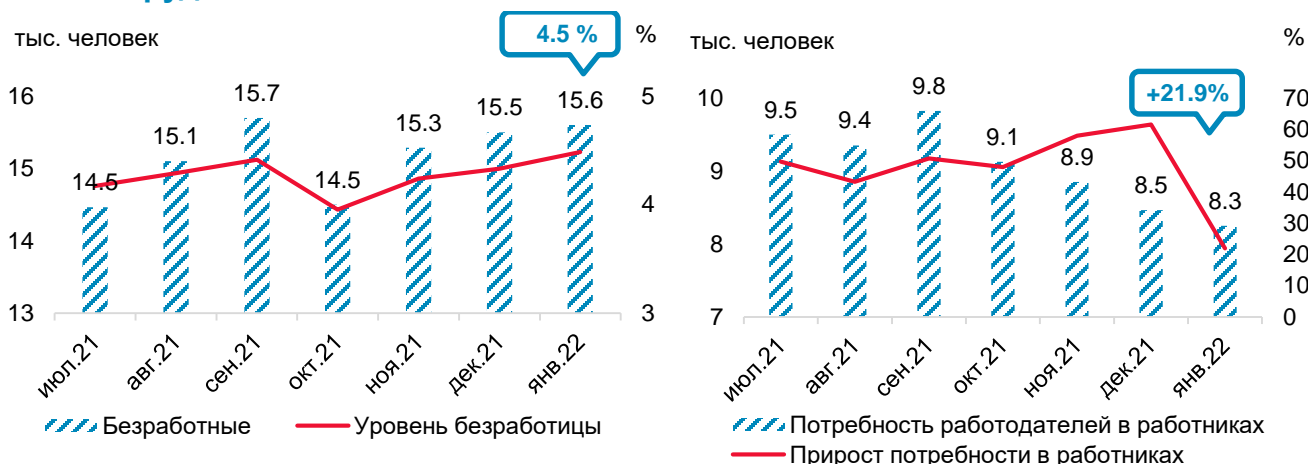 4.5 %
тыс. человек
%
16
15
14
13
14.5
15.1
15.7
14.5
15.3
15.5
15.6
5
4
3
июл.21
авг.21
сен.21
окт.21
ноя.21
дек.21
янв.22
Безработные
Уровень безработицы
тыс. человек
%
+21.9%
10
9
8
7
9.5
9.4
9.8
9.1
8.9
8.5
8.3
70
60
50
40
30
20
10
0
июл.21
авг.21
сен.21
окт.21
ноя.21
дек.21
янв.22
Потребность работодателей в работниках
Прирост потребности в работниках